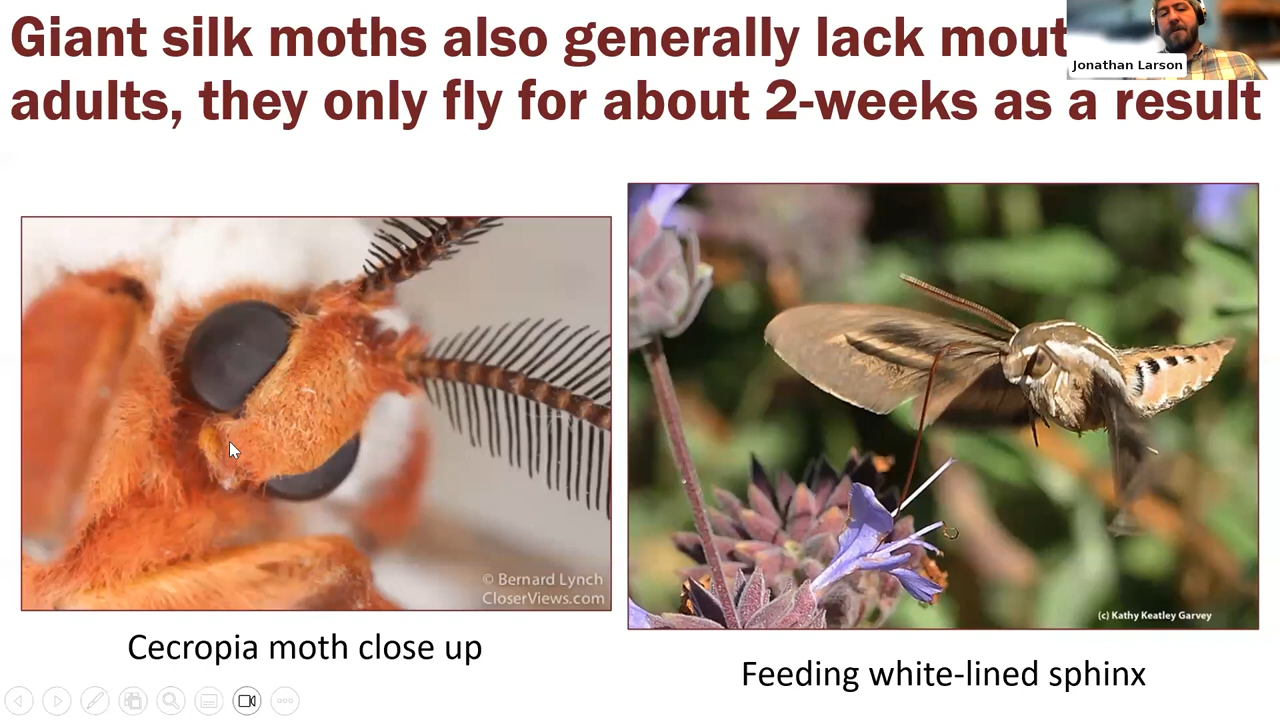 Giant silk moths also generally lack mout
Jonathan Larson
adults, they only fly for about 2-weeks as a result
© Bernard Lynch
CloserViews.com
(c) Kathy Keatley Garvey
Cecropia moth close up
Feeding white-lined sphinx